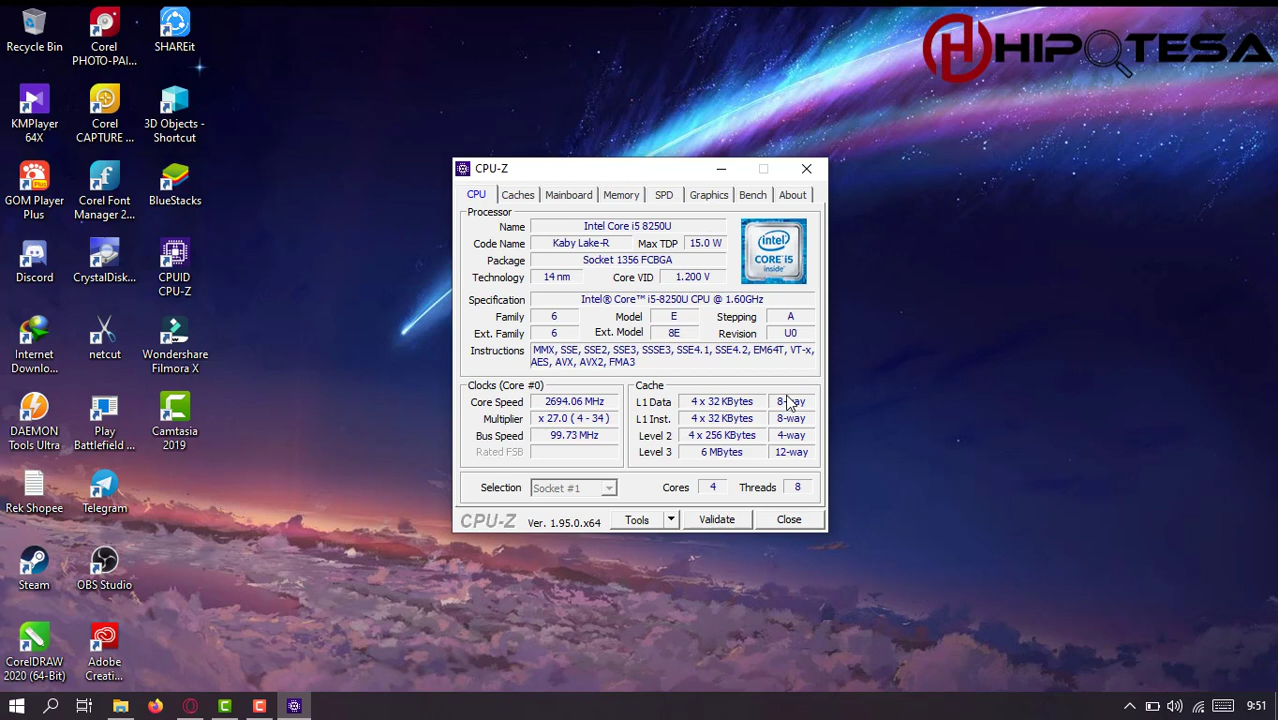 HIPOTESA
Recycle Bin
Corel
PHOTO-PAI...
SHAREit
KMPlayer
64X
Corel
CAPTURE ...
3D Objects -
Shortcut
GOM Player
Plus
Corel Font
Manager 2...
BlueStacks
Discord
CrystalDisk...
CPUID
CPU-Z
Internet
Downlo...
netcut
Wondershare
Filmora X
DAEMON
Tools Ultra
Play
Battlefield ...
Camtasia
2019
Rek Shopee
Telegram
Steam
OBS Studio
CorelDRAW
2020 (64-Bit)
Adobe
Creati...
CPU-Z
CPU Caches Mainboard Memory SPD Graphics Bench About
Processor
Name Intel Core i5 8250U
Code Name Kaby Lake-R Max TDP 15.0 W
Package Socket 1356 FCBGA
Technology 14 nm Core VID 1.200 V
intel
CORE i5
inside™
Specification Intel® Core™ i5-8250U CPU @ 1.60GHz
Family 6 Model E Stepping A
Ext. Family 6 Ext. Model 8E Revision U0
Instructions MMX, SSE, SSE2, SSE3, SSSE3, SSE4.1, SSE4.2, EM64T, VT-x,
AES, AVX, AVX2, FMA3
Clocks (Core #0)
Core Speed 2694.06 MHz
Multiplier x 27.0 ( 4 - 34 )
Bus Speed 99.73 MHz
Rated FSB
Cache
L1 Data 4 x 32 KBytes 8-way
L1 Inst. 4 x 32 KBytes 8-way
Level 2 4 x 256 KBytes 4-way
Level 3 6 MBytes 12-way
Selection Socket #1 Cores 4 Threads 8
CPU-Z Ver. 1.95.0.x64 Tools Validate Close
9:51